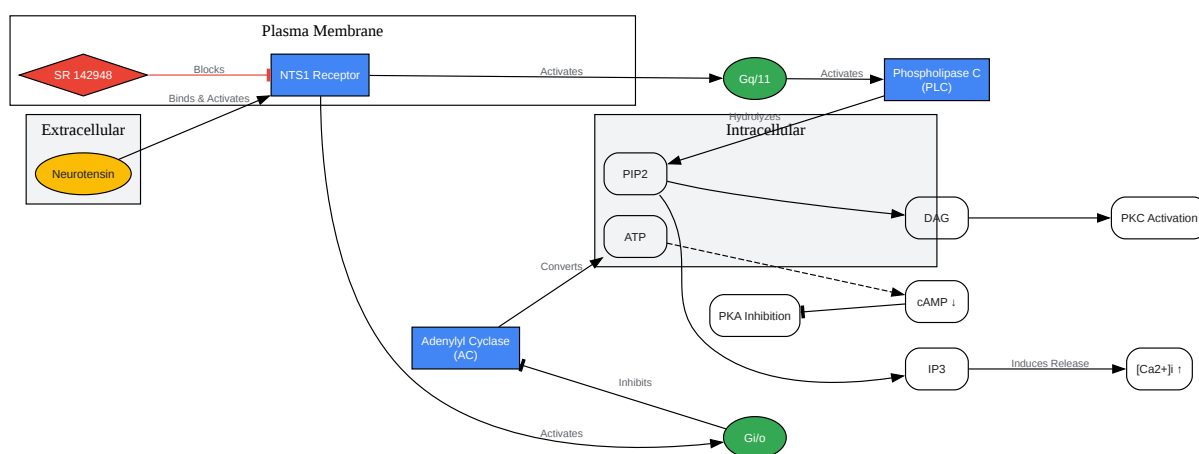 Plasma Membrane
SR 142948
Blocks
NTS1 Receptor
Activates
Gq/11
Activates
Phospholipase C
(PLC)
Binds & Activates
Hydrolyzes
Extracellular
Intracellular
Neurotensin
PIP2
DAG
PKC Activation
ATP
Converts
cAMP ↓
PKA Inhibition
Adenylyl Cyclase
(AC)
IP3
Induces Release
[Ca2+]i ↑
Inhibits
Activates
Gi/o